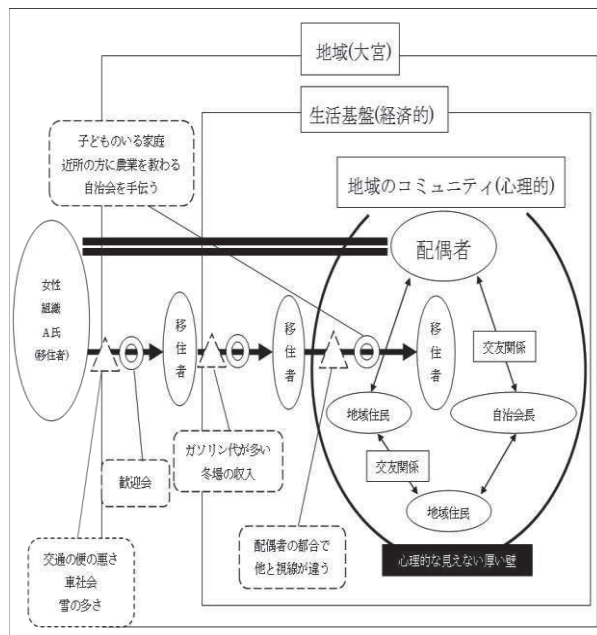 地域(大宮)
生活基盤(経済的)
子どものいる家庭
近所の方に農業を教わる
自治会を手伝う
地域のコミュニティ(心理的)
配偶者
女性
組織
A氏
(移住者)
移住者
移住者
移住者
交友関係
地域住民
自治会長
交友関係
地域住民
ガソリン代が多い
冬場の収入
歓迎会
配偶者の都合で
他と視線が違う
心理的な見えない厚い壁
交通の便の悪さ
車社会
雪の多さ